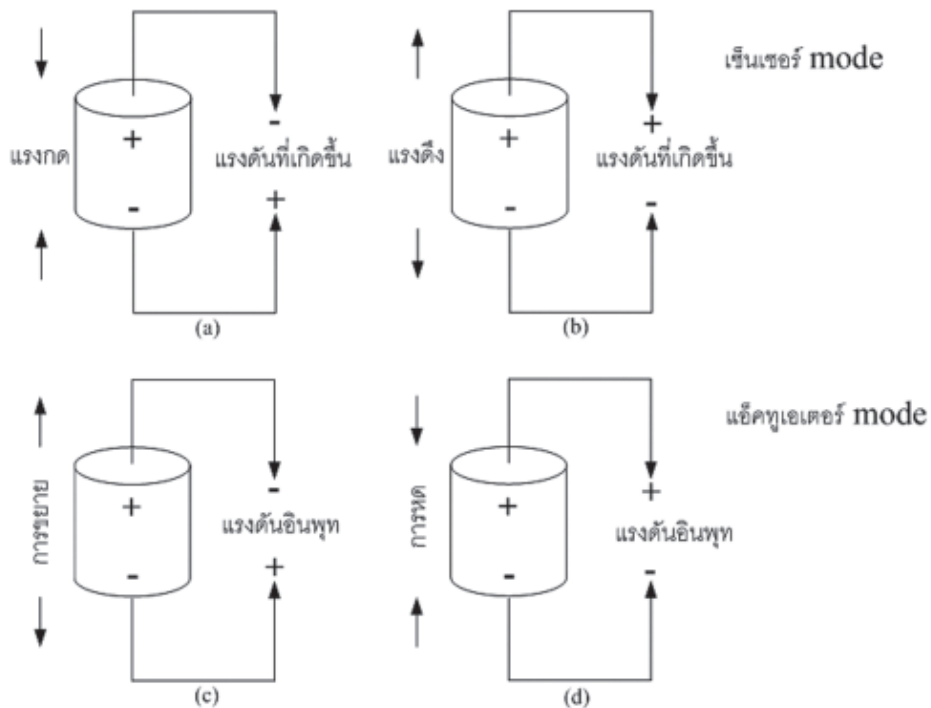 เซ็นเซอร์ mode
+
-
แรงกด
แรงดันที่เกิดขึ้น
-
+
(a)
+
-
แรงดึง
แรงดันที่เกิดขึ้น
+
-
(b)
แอ็คทูเอเตอร์ mode
+
-
การขยาย
-
แรงดันอินพุท
+
(c)
+
-
การหด
+
แรงดันอินพุท
-
(d)